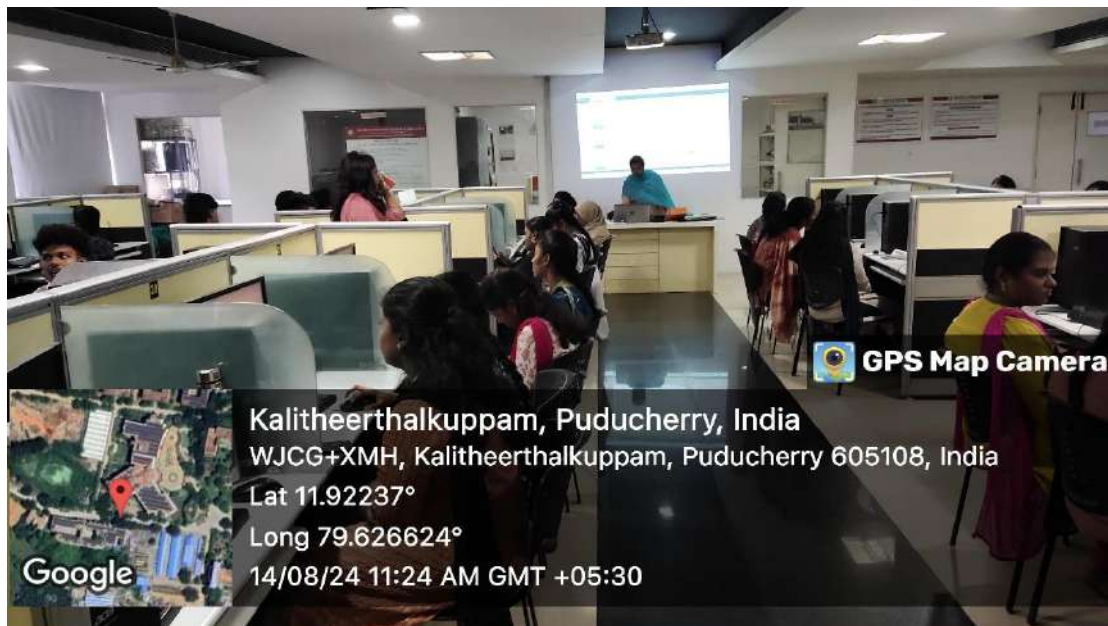 GPS Map Camera
Kalitheerthalkuppam, Puducherry, India
WJCG+XMH, Kalitheerthalkuppam, Puducherry 605108, India
Lat 11.92237°
Long 79.626624°
14/08/24 11:24 AM GMT +05:30
Google